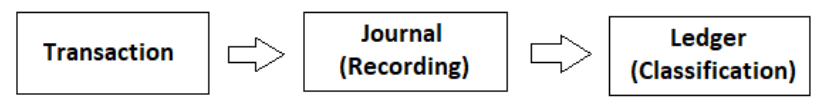 Transaction
Journal
(Recording)
Ledger
(Classification)